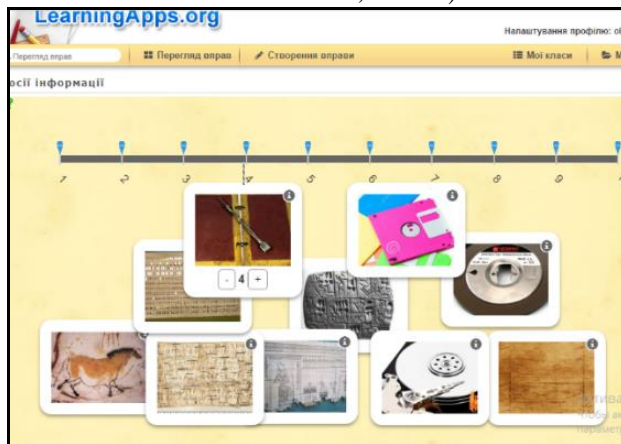 LearningApps.org
Налаштування профілю:
Перегляд вправ
Перегляд вправ
Створення вправи
Мої класи
осії інформації
1
2
3
4
5
6
7
8
9
- 4 +